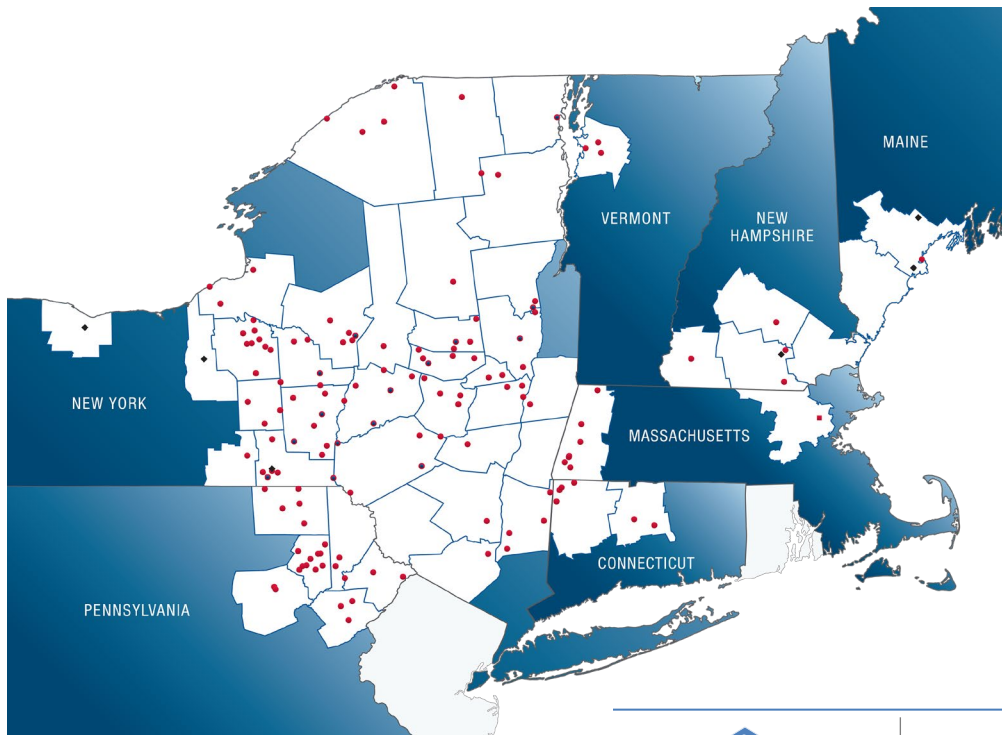 MAINE
VERMONT
NEW
HAMPSHIRE
NEW YORK
MASSACHUSETTS
CONNECTICUT
PENNSYLVANIA